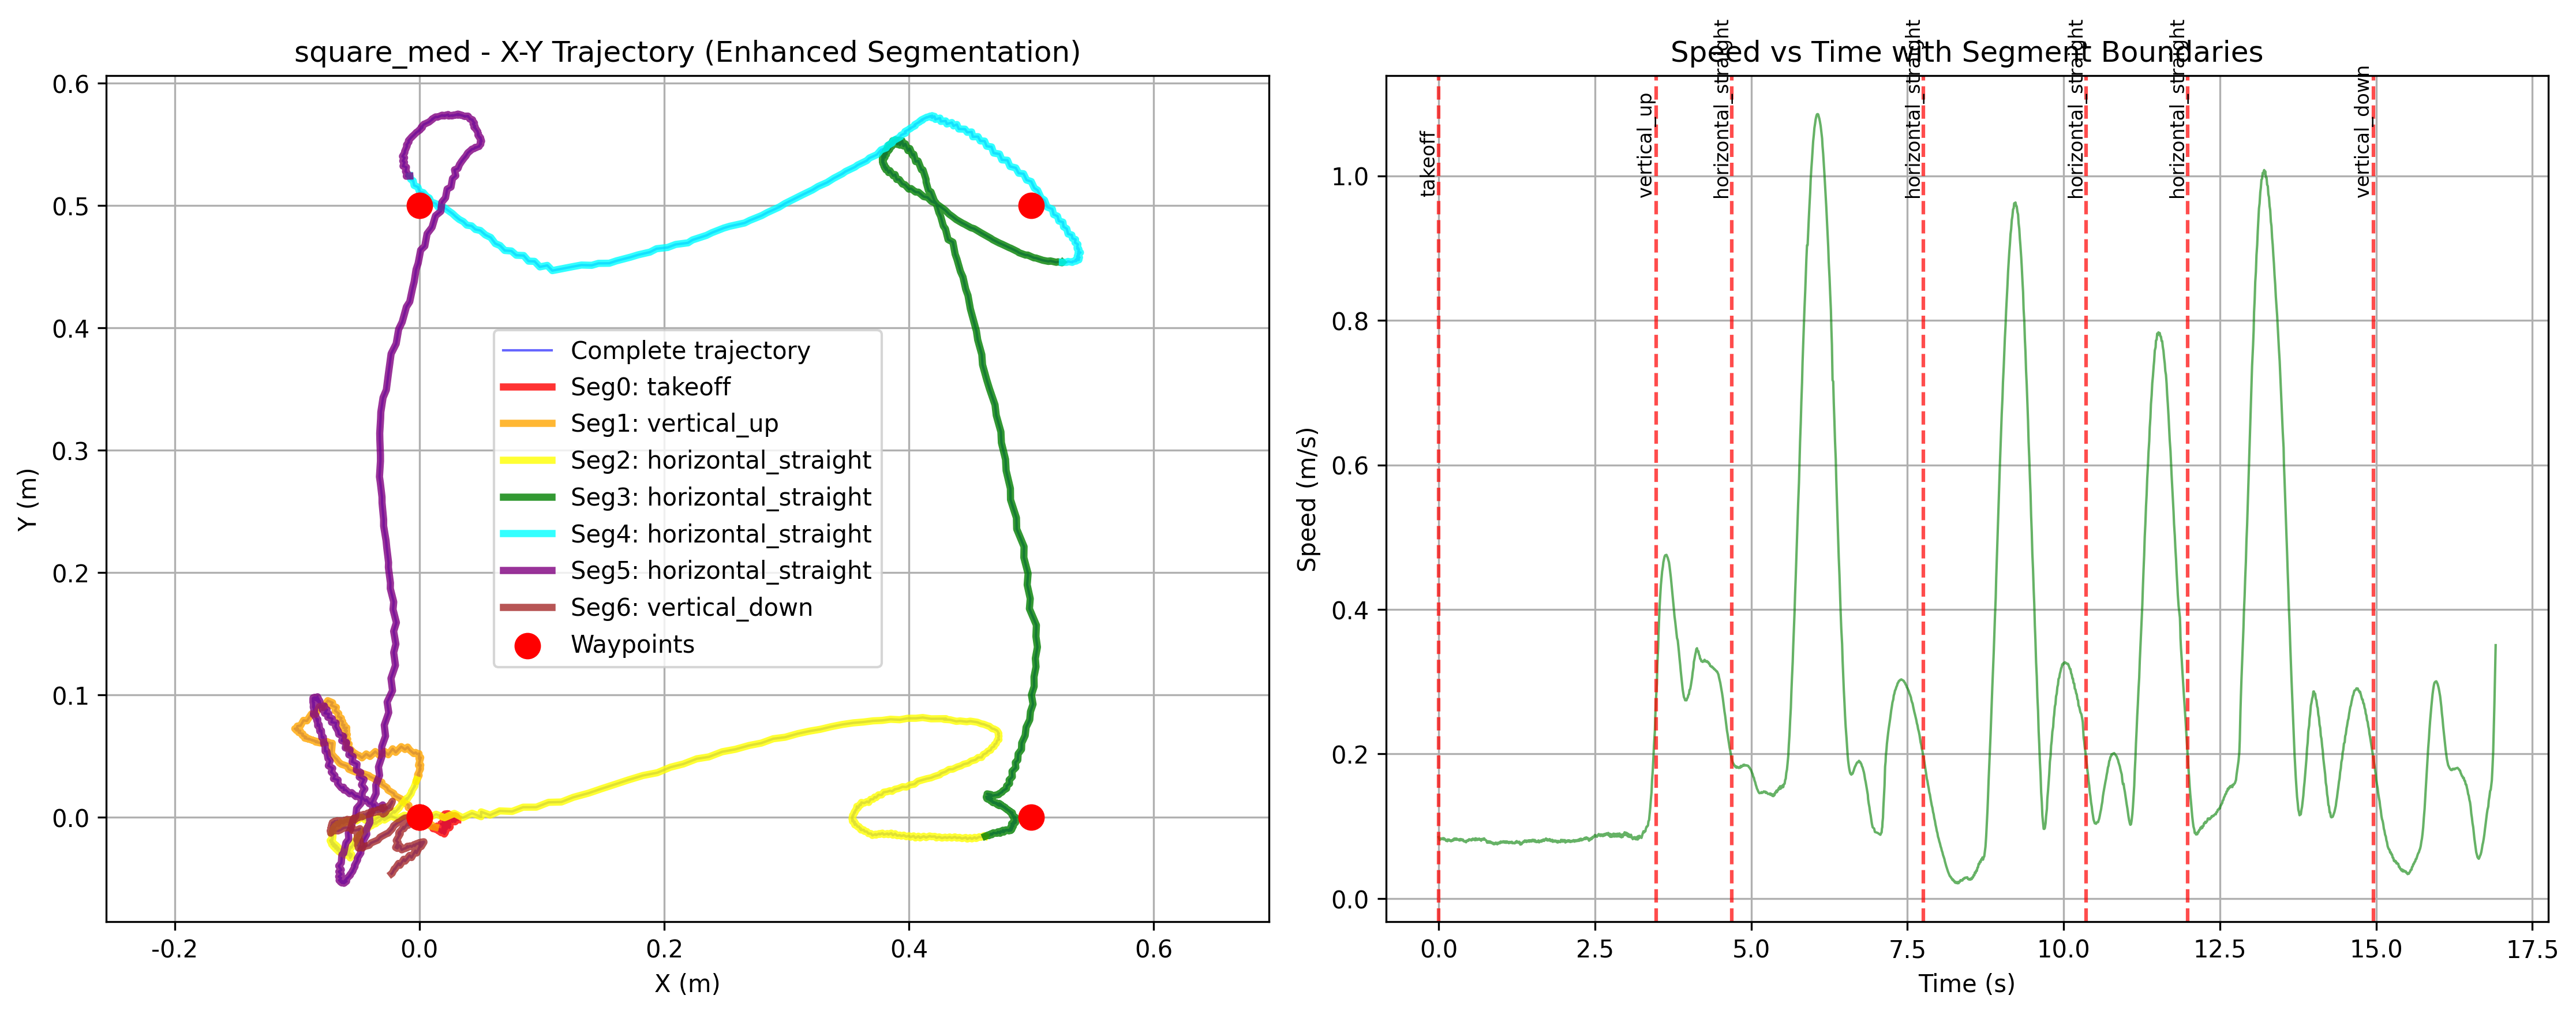 square_med - X-Y Trajectory (Enhanced Segmentation)
0.6
0.5
0.4
0.3
0.2
0.1
0.0
Y (m)
-0.2
0.0
0.2
0.4
0.6
X (m)
Complete trajectory
Seg0: takeoff
Seg1: vertical_up
Seg2: horizontal_straight
Seg3: horizontal_straight
Seg4: horizontal_straight
Seg5: horizontal_straight
Seg6: vertical_down
Waypoints
Speed vs Time with Segment Boundaries
takeoff
vertical_up
horizontal_straight
horizontal_straight
horizontal_straight
horizontal_straight
vertical_down
1.0
0.8
0.6
0.4
0.2
0.0
Speed (m/s)
0.0
2.5
5.0
7.5
10.0
12.5
15.0
17.5
Time (s)